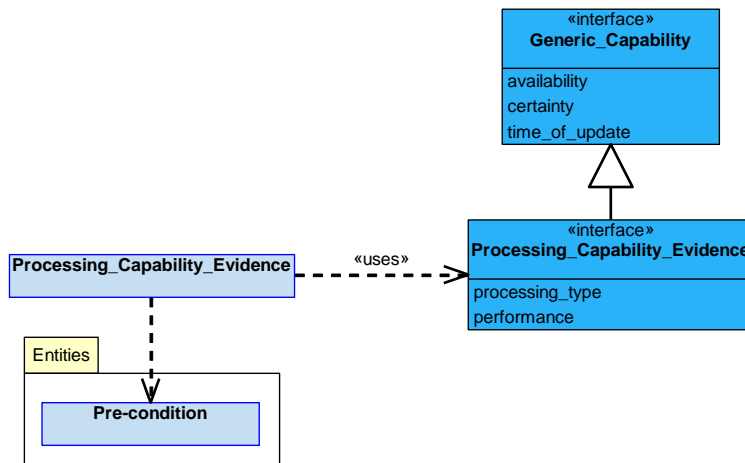 «interface»
Generic_Capability
availability
certainty
time_of_update
«interface»
Processing_Capability_Evidence
processing_type
performance
Processing_Capability_Evidence
«uses»
Entities
Pre-condition